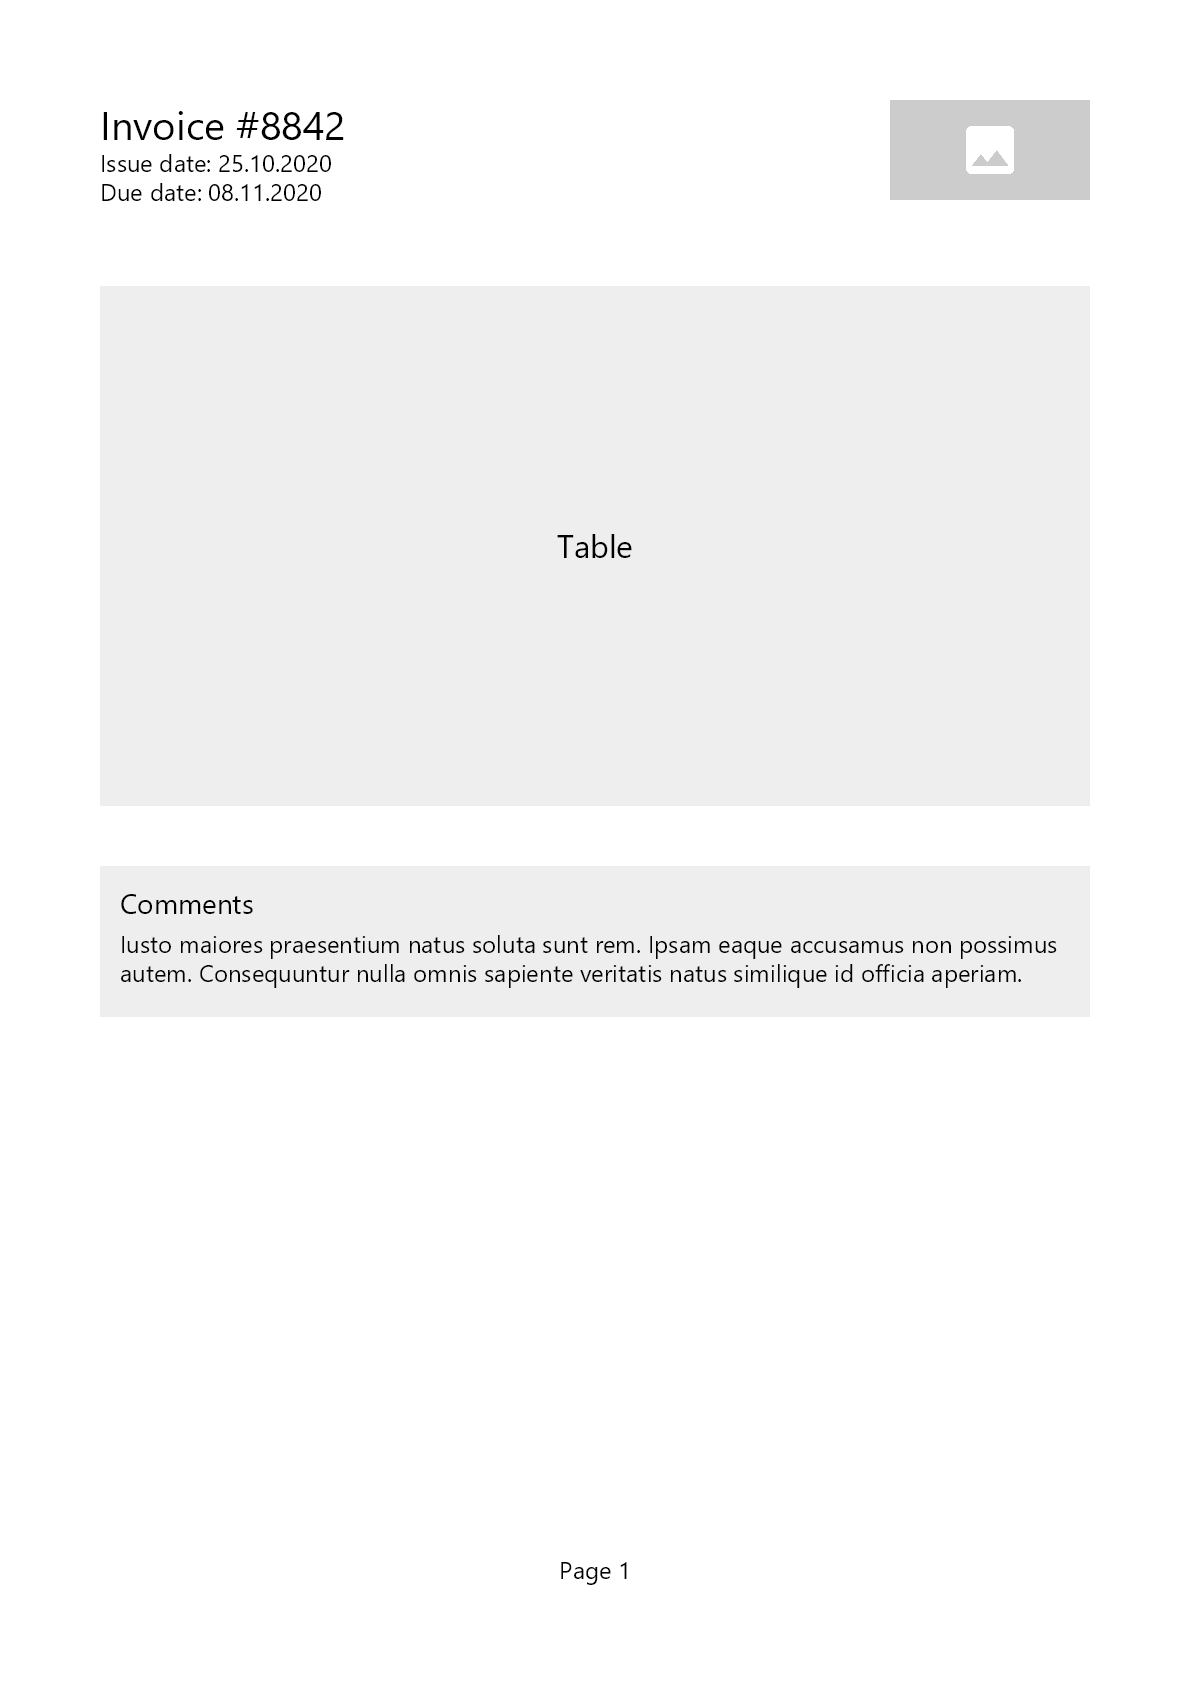 Invoice #8842
Issue date: 25.10.2020
Due date: 08.11.2020
Table
Comments
Iusto maiores praesentium natus soluta sunt rem. Ipsam eaque accusamus non possimus
autem. Consequuntur nulla omnis sapiente veritatis natus similique id officia aperiam.
Page 1